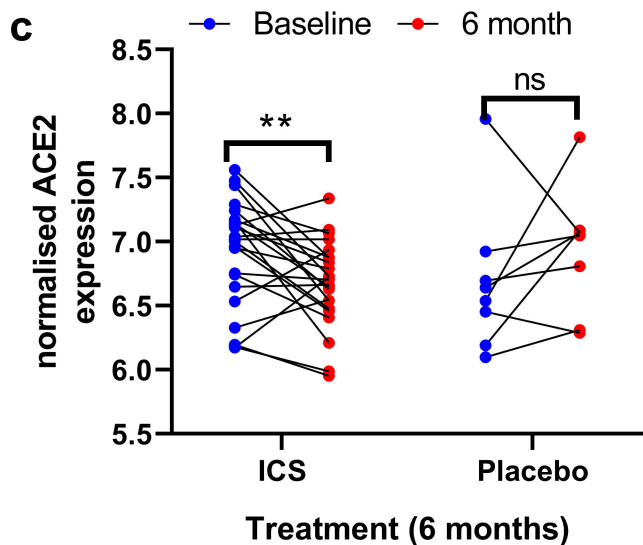 c
Baseline 6 month
normalised ACE2
expression
8.5
8.0
7.5
7.0
6.5
6.0
5.5
**
ns
ICS Placebo
Treatment (6 months)